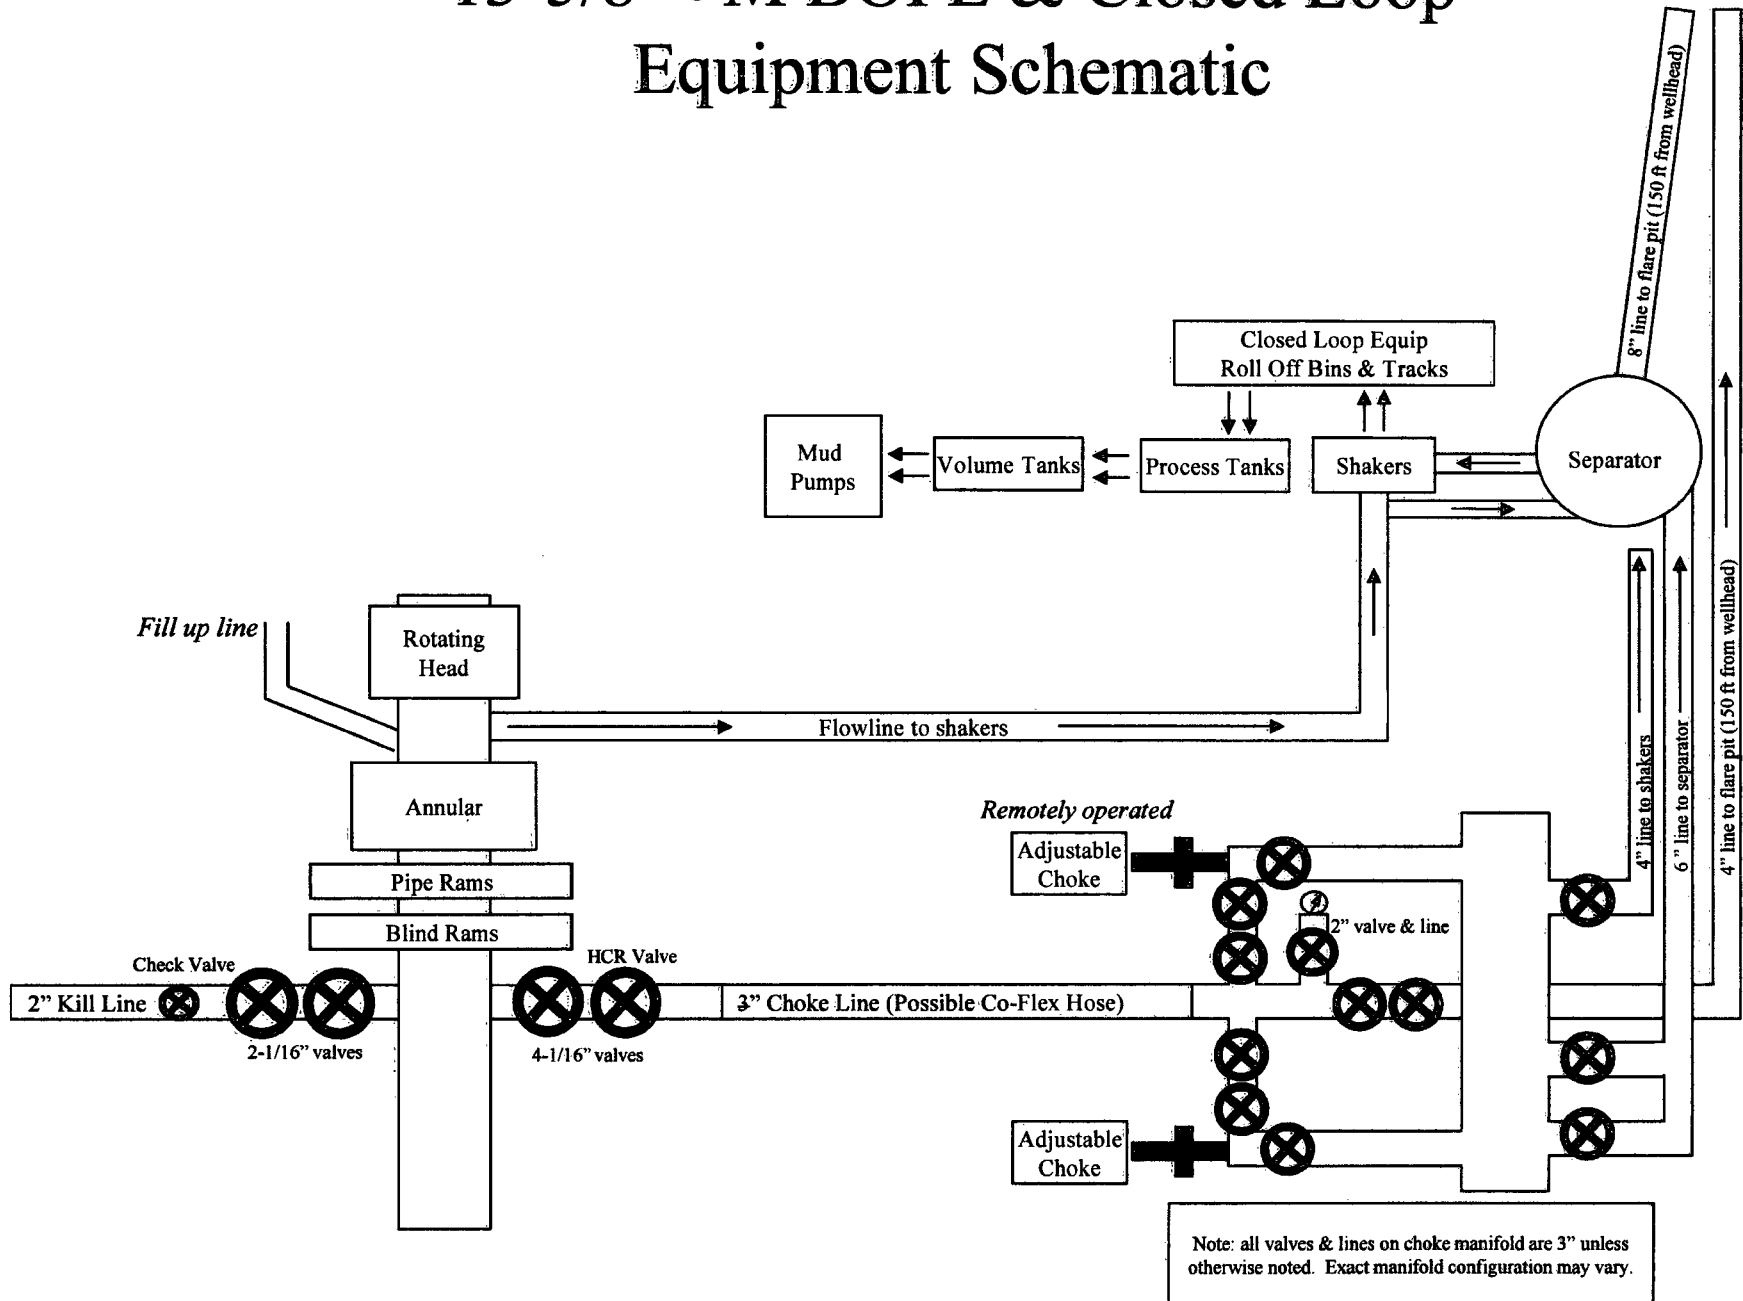 BOPE & Closed Loop
Equipment Schematic
8” line to flare pit (150 ft from wellhead)
Closed Loop Equip
Roll Off Bins & Tracks
Mud
Pumps
Volume Tanks
Process Tanks
Shakers
Separator
Fill up line
Rotating
Head
Flowline to shakers
Annular
Pipe Rams
Blind Rams
Remotely operated
Adjustable
Choke
4” line to shakers
6 ” line to separator
4” line to flare pit (150 ft from wellhead)
2” valve & line
Check Valve
HCR Valve
2” Kill Line
3” Choke Line (Possible Co-Flex Hose)
2-1/16” valves
4-1/16” valves
Adjustable
Choke
Note: all valves & lines on choke manifold are 3” unless
otherwise noted. Exact manifold configuration may vary.